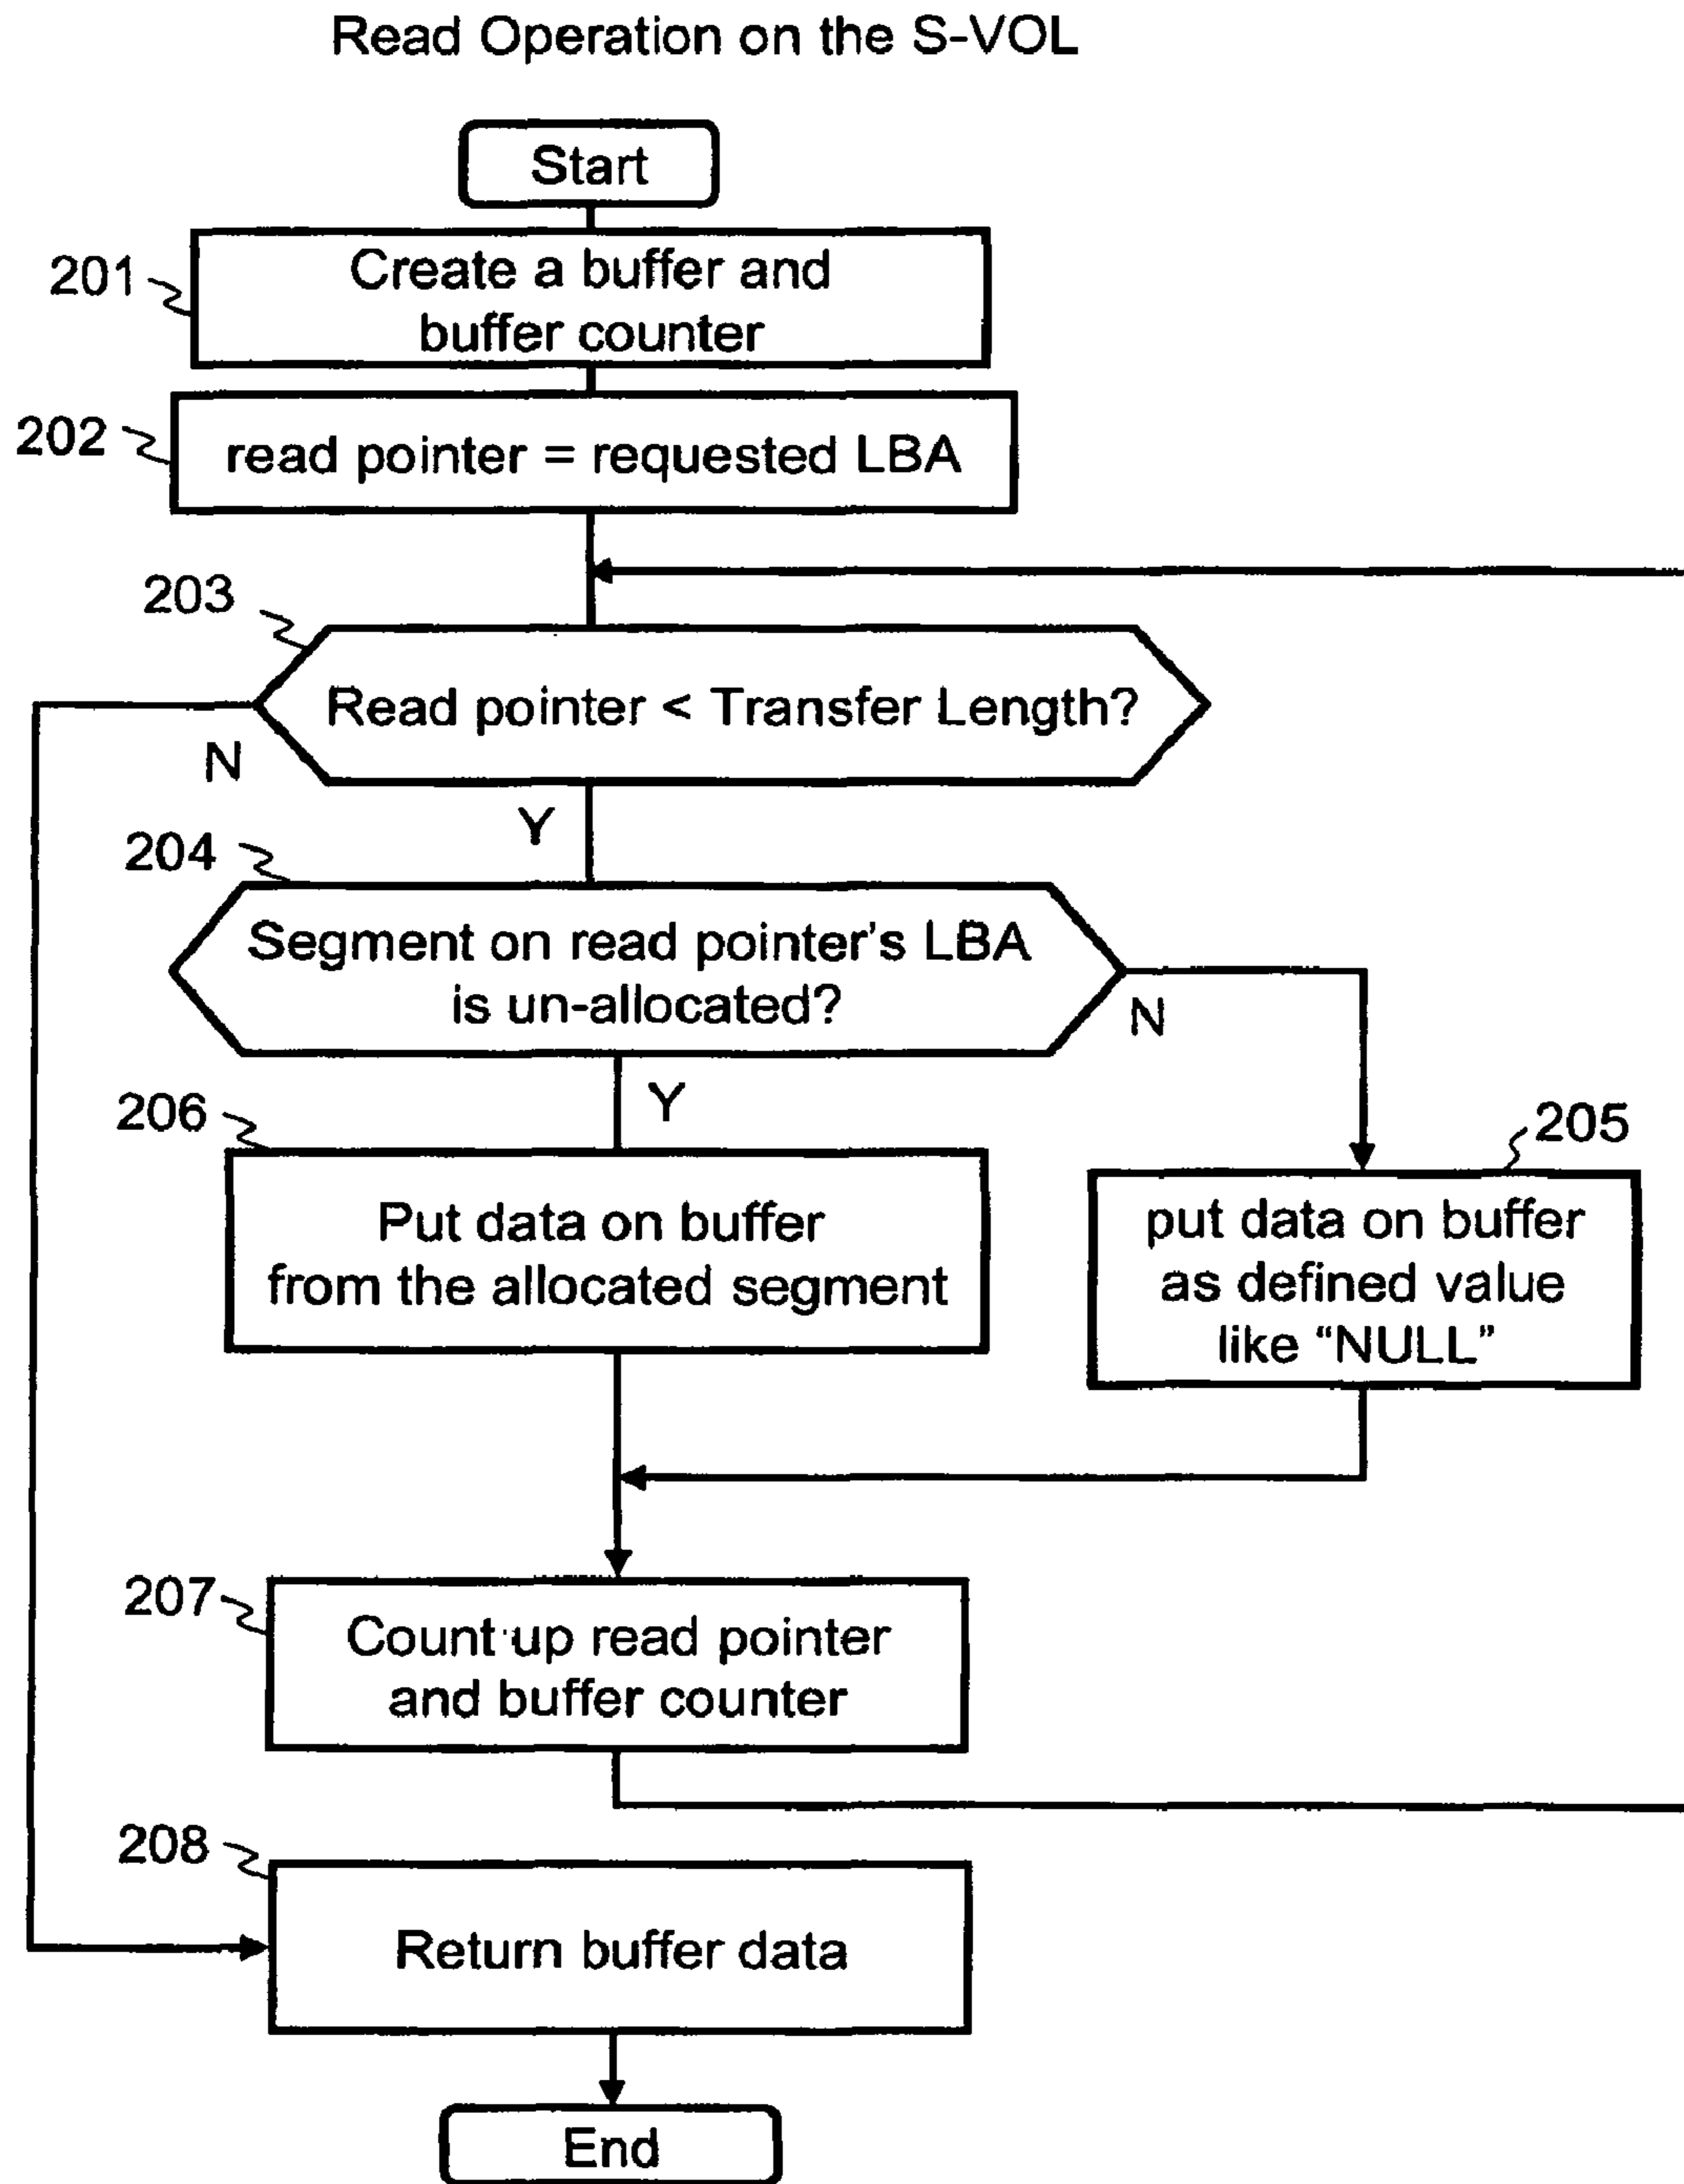 Read Operation on the S-VOL
Start
201
Create a buffer and
buffer counter
202
read pointer = requested LBA
203
Read pointer < Transfer Length?
N
Y
204
Segment on read pointer's LBA
is un-allocated?
N
Y
206
Put data on buffer
from the allocated segment
205
put data on buffer
as defined value
like “NULL”
207
Count up read pointer
and buffer counter
208
Return buffer data
End